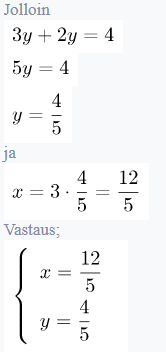 Jolloin
3y + 2y = 4
5y = 4
y = 4/5
ja
x = 3 · 4/5 = 12/5
Vastaus;
{ x = 12/5
y = 4/5